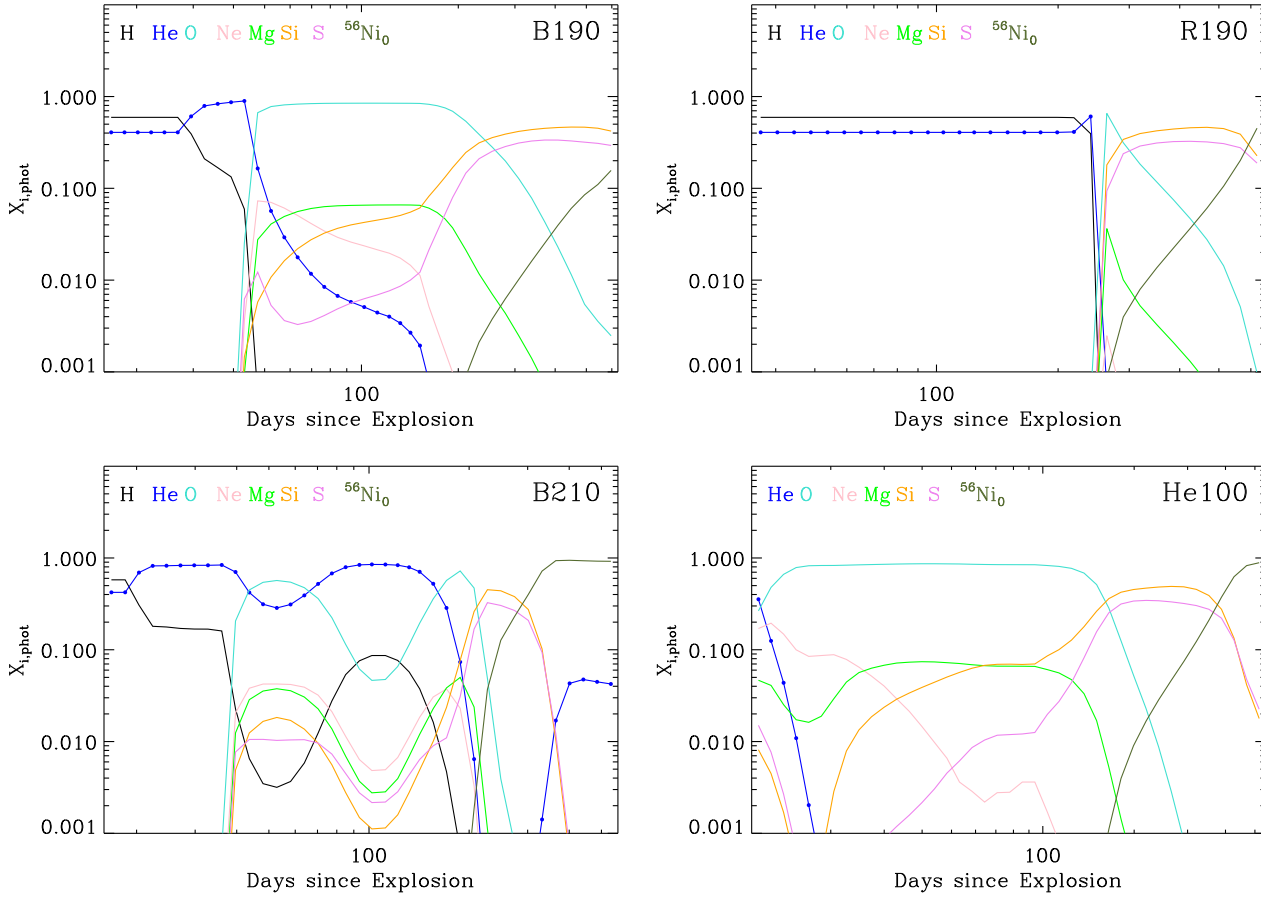 H He O Ne Mg Si S ⁵⁶Ni₀ B190
1.000
0.100
0.010
0.001
X_i,phot
100
Days since Explosion
H He O Ne Mg Si S ⁵⁶Ni₀ R190
1.000
0.100
0.010
0.001
X_i,phot
100
Days since Explosion
H He O Ne Mg Si S ⁵⁶Ni₀ B210
1.000
0.100
0.010
0.001
X_i,phot
100
Days since Explosion
He O Ne Mg Si S ⁵⁶Ni₀ He100
1.000
0.100
0.010
0.001
X_i,phot
100
Days since Explosion